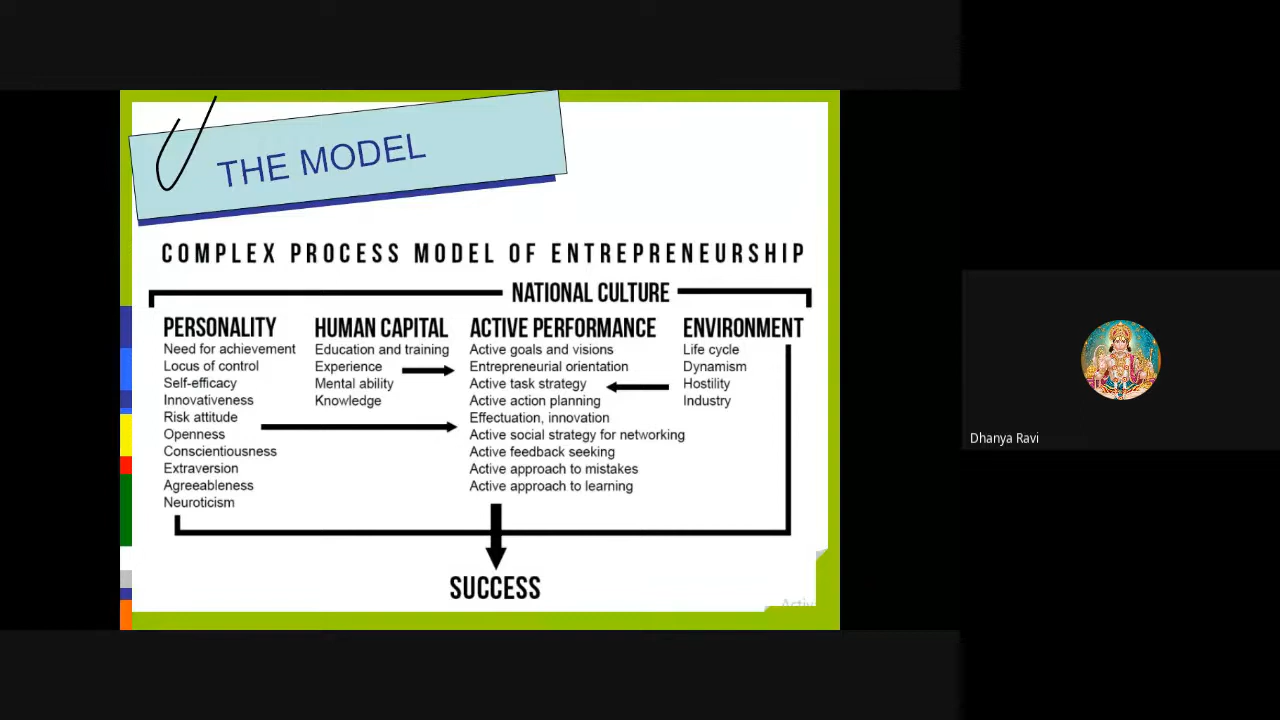 THE MODEL
COMPLEX PROCESS MODEL OF ENTREPRENEURSHIP
NATIONAL CULTURE
PERSONALITY
Need for achievement
Locus of control
Self-efficacy
Innovativeness
Risk attitude
Openness
Conscientiousness
Extraversion
Agreeableness
Neuroticism
HUMAN CAPITAL
Education and training
Experience
Mental ability
Knowledge
ACTIVE PERFORMANCE
Active goals and visions
Entrepreneurial orientation
Active task strategy
Active action planning
Effectuation, innovation
Active social strategy for networking
Active feedback seeking
Active approach to mistakes
Active approach to learning
ENVIRONMENT
Life cycle
Dynamism
Hostility
Industry
SUCCESS
Dhanya Ravi